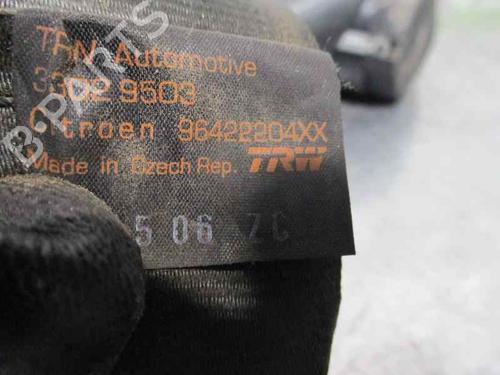 TRW Automotive
3302 9503
Citroen 96422204XX
Made in Czech Rep. TRW
5 06 ZC